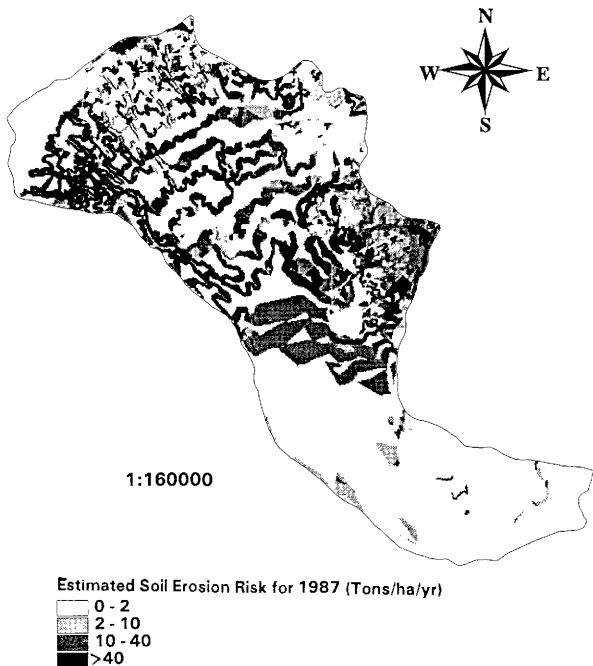 N
W E
S
1:160000
Estimated Soil Erosion Risk for 1987 (Tons/ha/yr)
0 - 2
2 - 10
10 - 40
>40